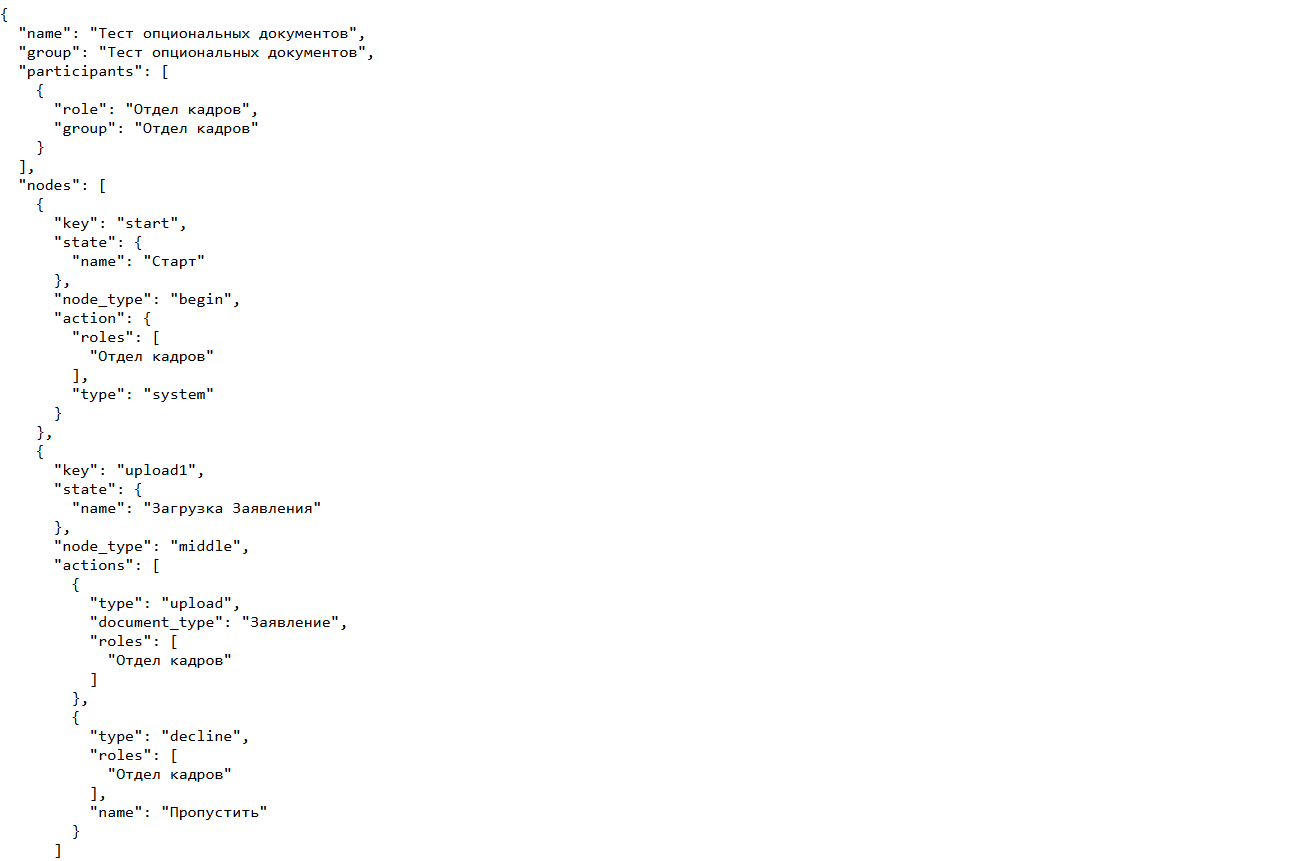 {
  "name": "Тест опциональных документов",
  "group": "Тест опциональных документов",
  "participants": [
    {
      "role": "Отдел кадров",
      "group": "Отдел кадров"
    }
  ],
  "nodes": [
    {
      "key": "start",
      "state": {
        "name": "Старт"
      },
      "node_type": "begin",
      "action": {
        "roles": [
          "Отдел кадров"
        ],
        "type": "system"
      }
    },
    {
      "key": "upload1",
      "state": {
        "name": "Загрузка Заявления"
      },
      "node_type": "middle",
      "actions": [
        {
          "type": "upload",
          "document_type": "Заявление",
          "roles": [
            "Отдел кадров"
          ]
        },
        {
          "type": "decline",
          "roles": [
            "Отдел кадров"
          ],
          "name": "Пропустить"
        }
      ]